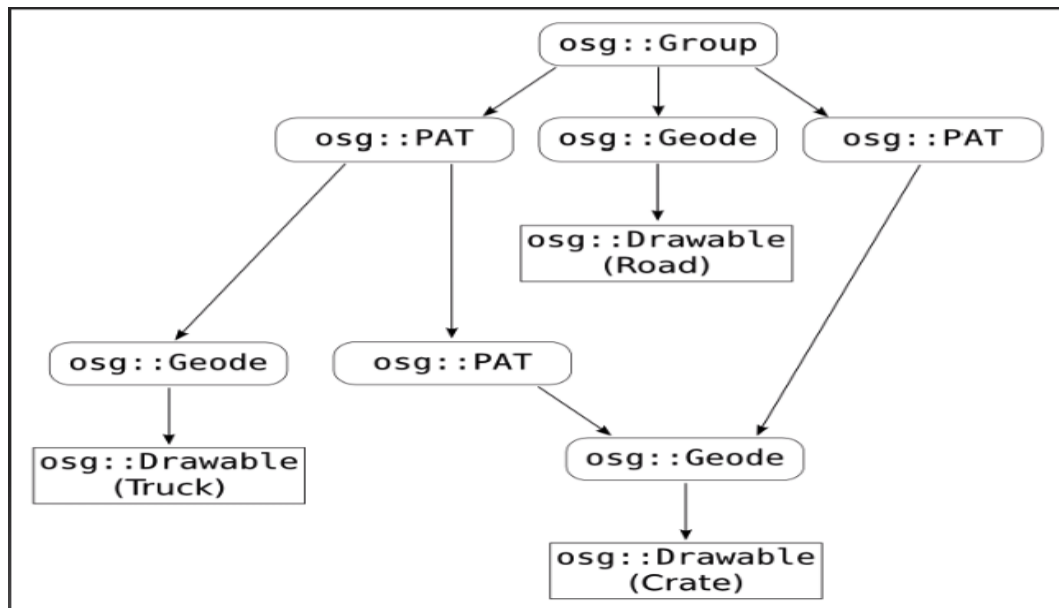 osg::Group
osg::PAT
osg::Geode
osg::PAT
osg::Drawable
(Road)
osg::Geode
osg::PAT
osg::Drawable
(Truck)
osg::Geode
osg::Drawable
(Crate)